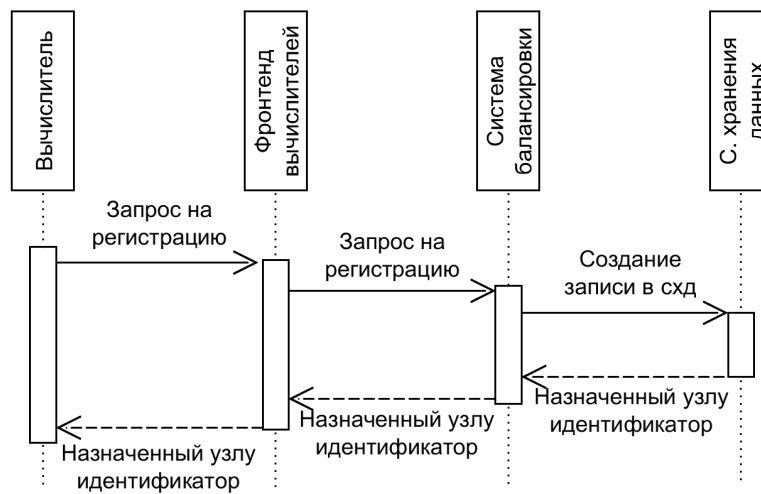 Вычислитель
Фронтенд
вычислителей
Система
балансировки
С. хранения
данных
Запрос на
регистрацию
Запрос на
регистрацию
Создание
записи в схд
Назначенный узлу
идентификатор
Назначенный узлу
идентификатор
Назначенный узлу
идентификатор